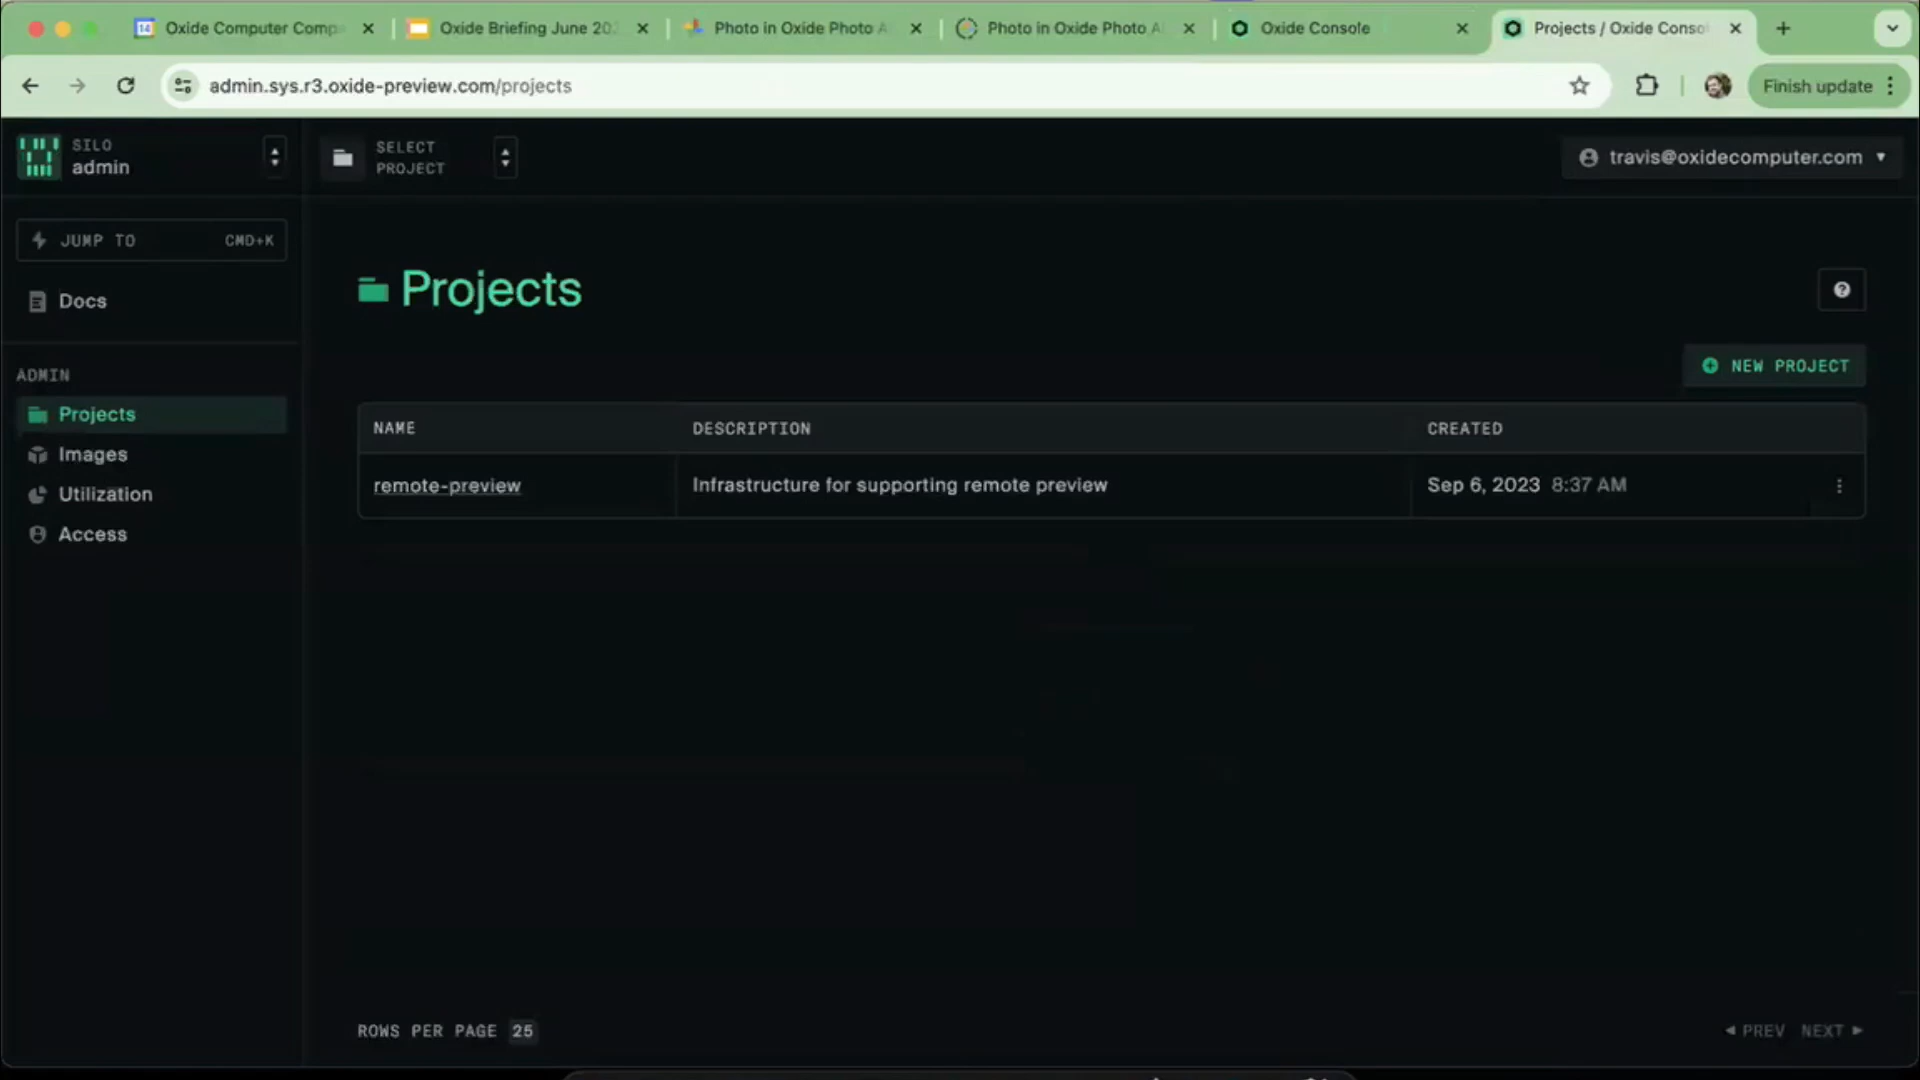 Oxide Computer Comp
Oxide Briefing June 202
Photo in Oxide Photo A
Photo in Oxide Photo Al
Oxide Console
Projects / Oxide Consol
admin.sys.r3.oxide-preview.com/projects
Finish update
SILO
admin
SELECT
PROJECT
travis@oxidecomputer.com
JUMP TO CMD+K
Docs
Projects
NEW PROJECT
ADMIN
Projects
Images
Utilization
Access
NAME DESCRIPTION CREATED
remote-preview Infrastructure for supporting remote preview Sep 6, 2023 8:37 AM
ROWS PER PAGE 25
PREV NEXT